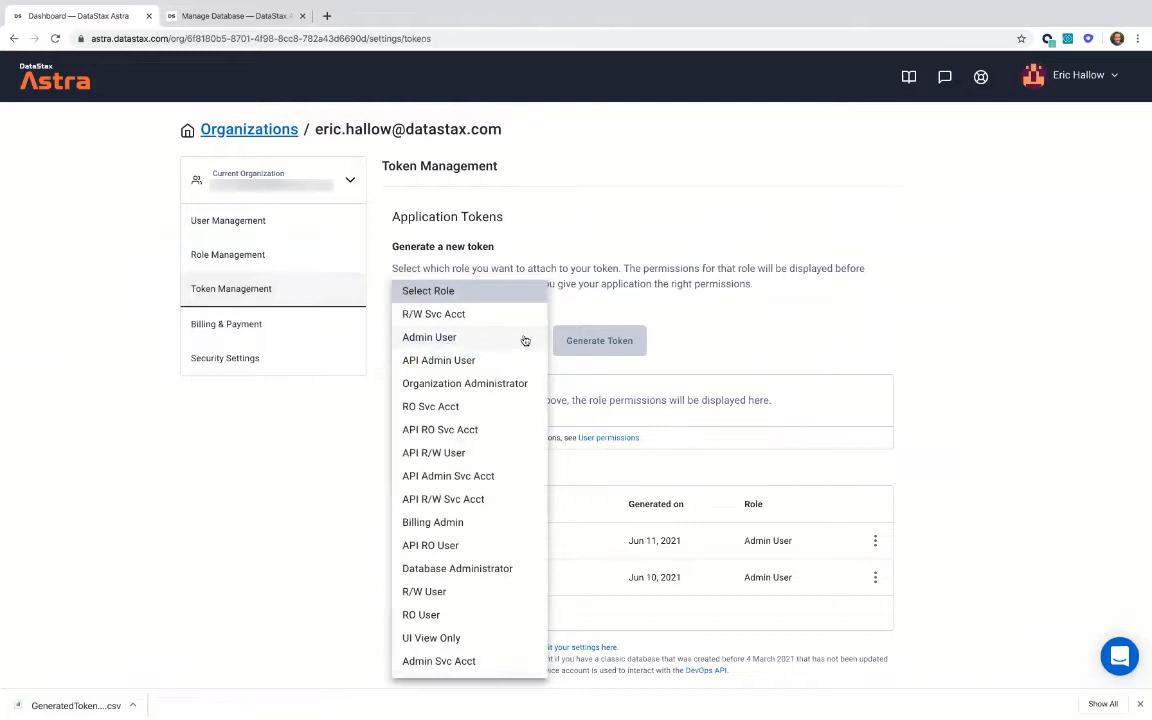 Dashboard — DataStax Astra
DS Manage Database — DataStax A
astra.datastax.com/org/6f8180b5-8701-4f98-8cc8-782a43d6690d/settings/tokens
DataStax
Astra
Eric Hallow
Organizations / eric.hallow@datastax.com
Current Organization
User Management
Role Management
Token Management
Billing & Payment
Security Settings
Token Management
Application Tokens
Generate a new token
Select which role you want to attach to your token. The permissions for that role will be displayed before
u give your application the right permissions.
Select Role
R/W Svc Acct
Admin User
API Admin User
Organization Administrator
RO Svc Acct
API RO Svc Acct
API R/W User
API Admin Svc Acct
API R/W Svc Acct
Billing Admin
API RO User
Database Administrator
R/W User
RO User
UI View Only
Admin Svc Acct
Generate Token
ove, the role permissions will be displayed here.
ons, see User permissions
Generated on Role
Jun 11, 2021 Admin User
Jun 10, 2021 Admin User
it your settings here.
nt if you have a classic database that was created before 4 March 2021 that has not been updated
ice account is used to interact with the DevOps API.
GeneratedToken....csv
Show All